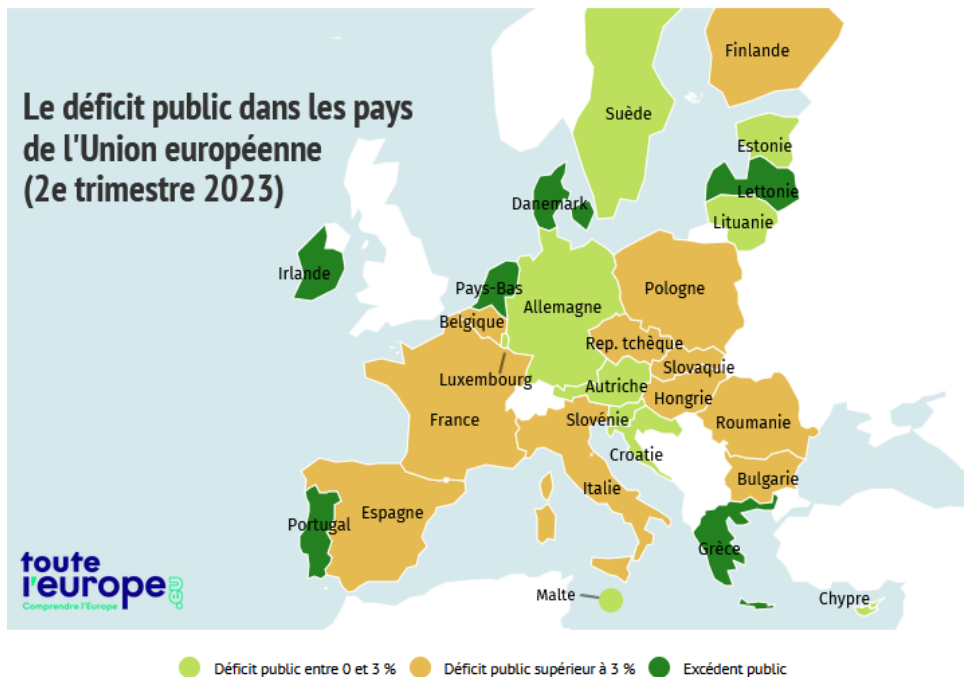 Le déficit public dans les pays
de l'Union européenne
(2e trimestre 2023)
Finlande
Suède
Estonie
Lettonie
Lituanie
Danemark
Irlande
Pays-Bas
Allemagne
Pologne
Belgique
Rep. tchèque
Luxembourg
Slovaquie
Autriche
Hongrie
France
Slovénie
Roumanie
Croatie
Bulgarie
Italie
Espagne
Portugal
Grèce
Malte
Chypre
toute
l'europe.eu
Comprendre l'Europe
Déficit public entre 0 et 3 %
Déficit public supérieur à 3 %
Excédent public